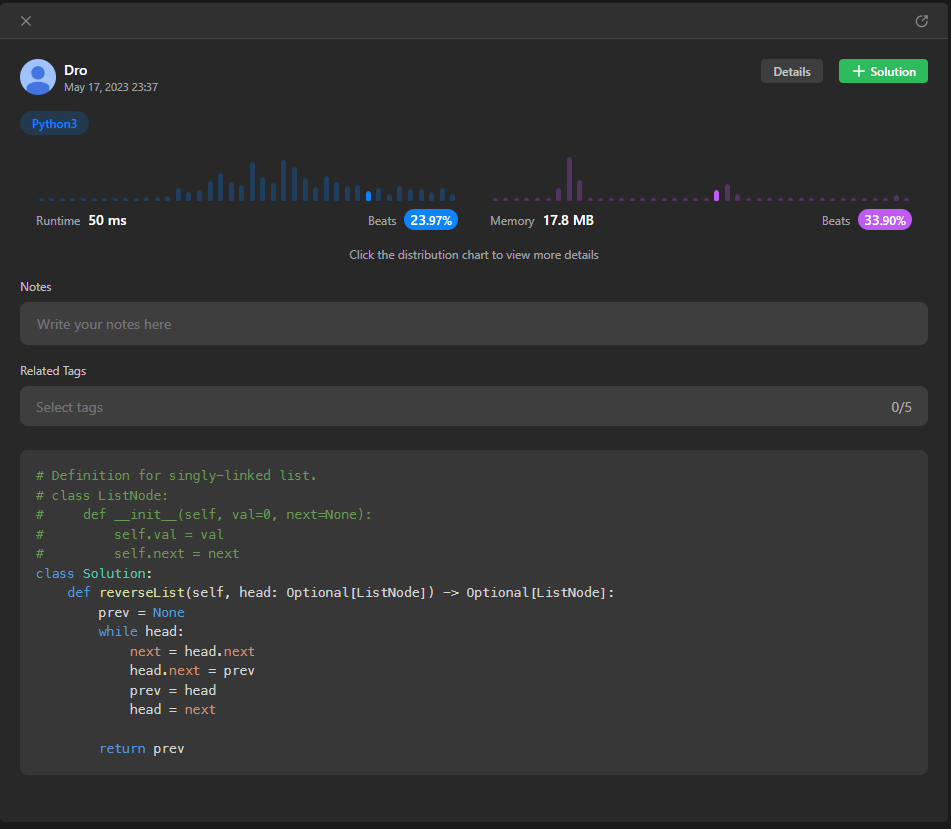 Dro
May 17, 2023 23:37
Details
+ Solution
Python3
Runtime 50 ms Beats 23.97%
Memory 17.8 MB Beats 33.90%
Click the distribution chart to view more details
Notes
Write your notes here
Related Tags
Select tags 0/5
# Definition for singly-linked list.
# class ListNode:
#     def __init__(self, val=0, next=None):
#         self.val = val
#         self.next = next
class Solution:
    def reverseList(self, head: Optional[ListNode]) -> Optional[ListNode]:
        prev = None
        while head:
            next = head.next
            head.next = prev
            prev = head
            head = next

        return prev